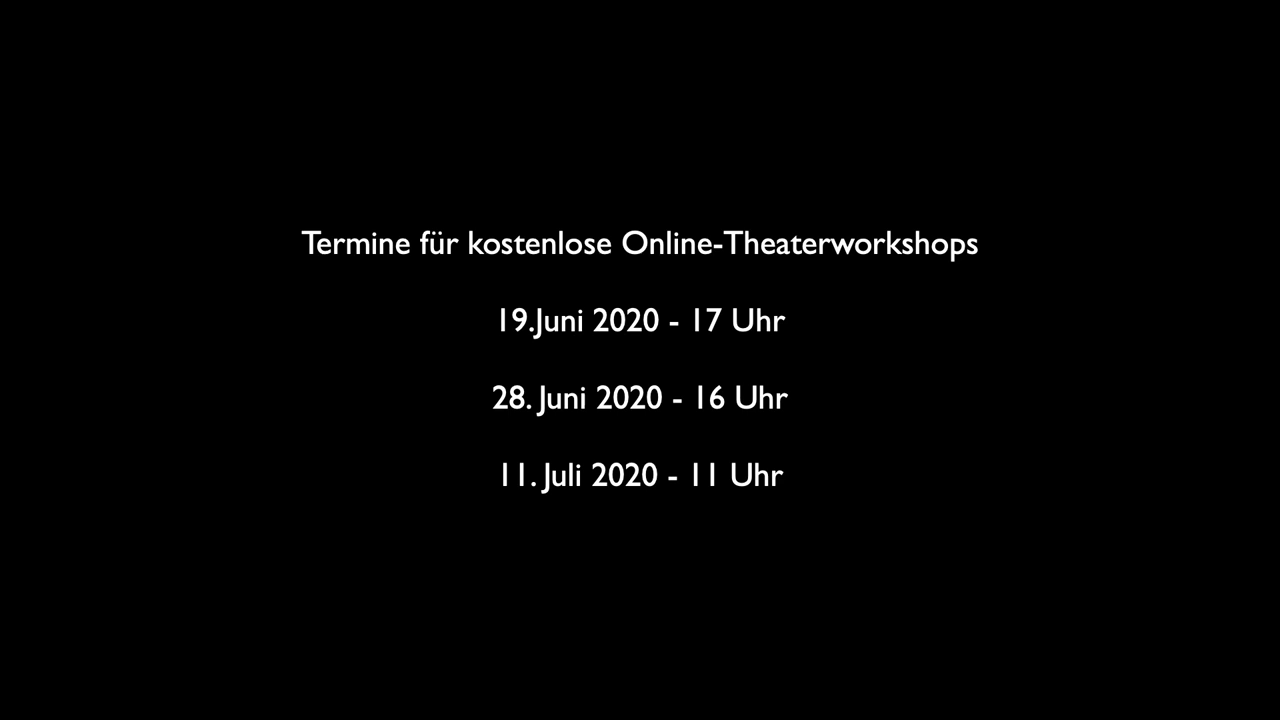 Termine für kostenlose Online-Theaterworkshops
19.Juni 2020 - 17 Uhr
28. Juni 2020 - 16 Uhr
11. Juli 2020 - 11 Uhr